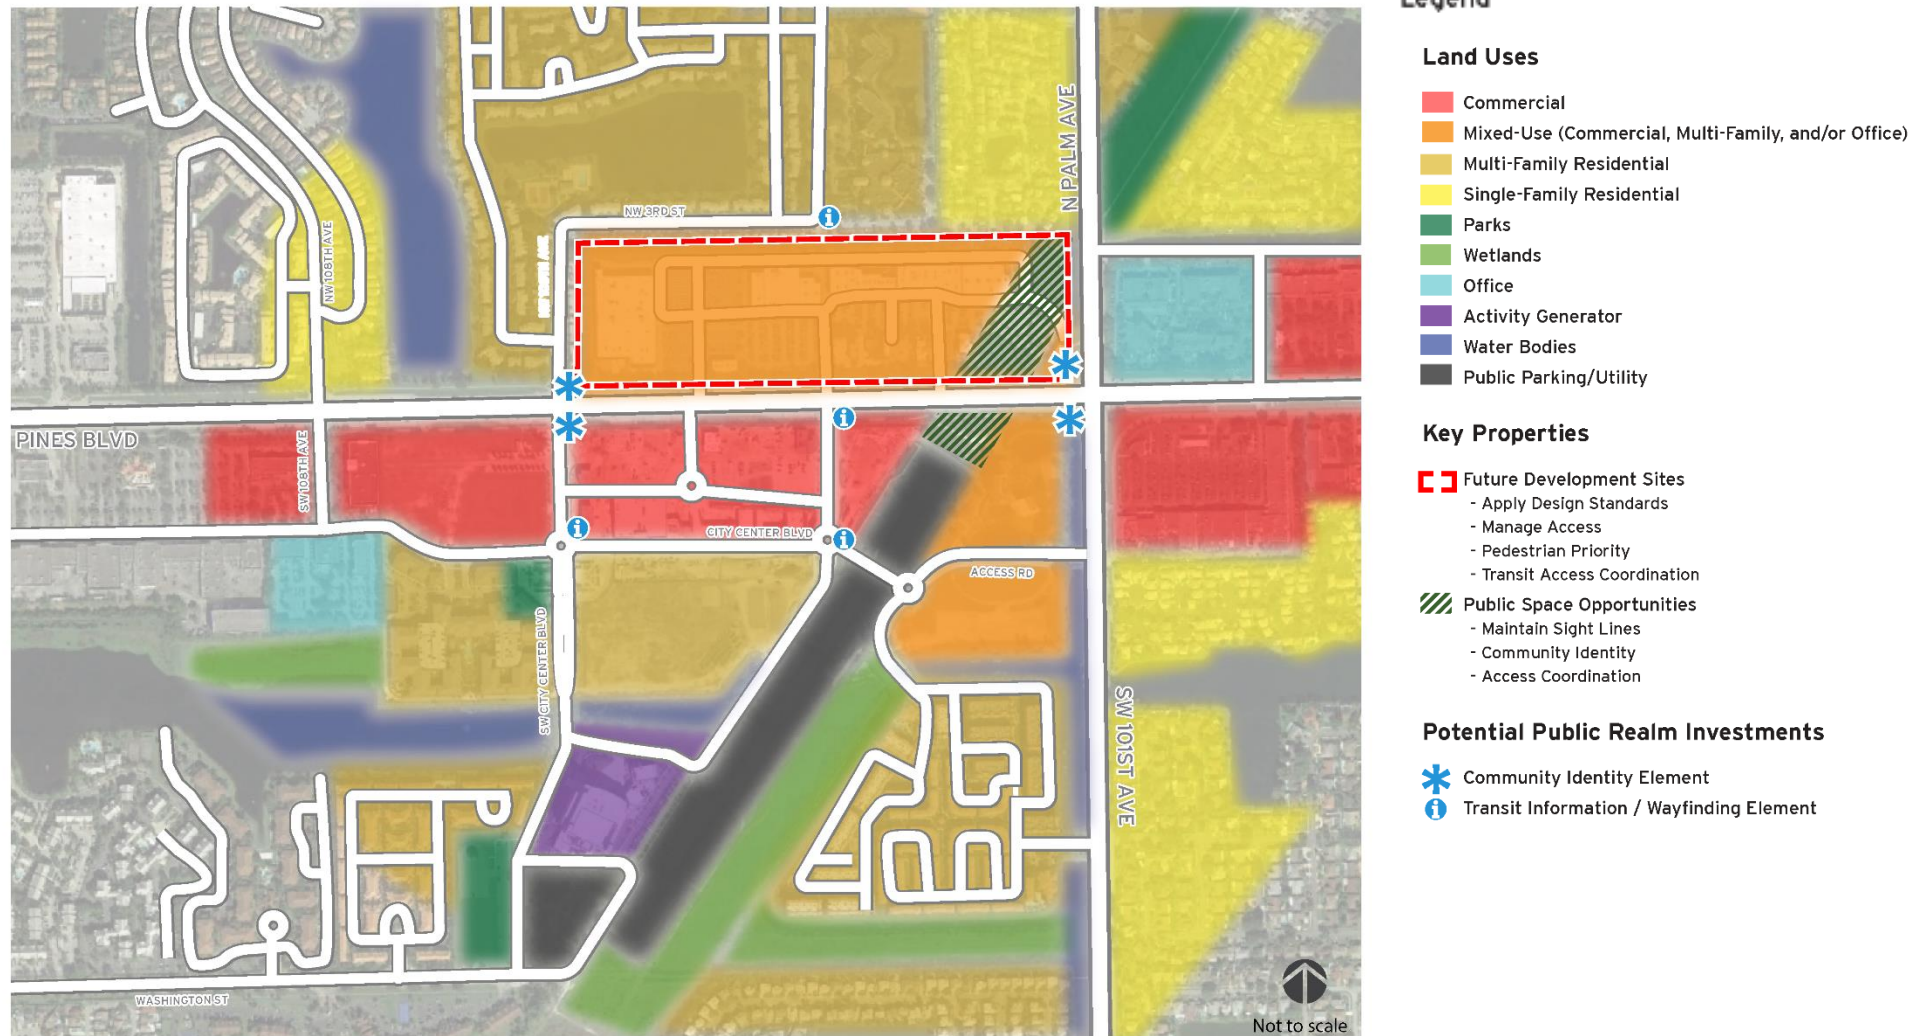 Legend
N PALM AVE
NW 3RD ST
NW 108TH AVE
PINES BLVD
SW 108TH AVE
CITY CENTER BLVD
ACCESS RD
SW CITY CENTER BLVD
SW 101ST AVE
WASHINGTON ST
Not to scale
Land Uses
Commercial
Mixed-Use (Commercial, Multi-Family, and/or Office)
Multi-Family Residential
Single-Family Residential
Parks
Wetlands
Office
Activity Generator
Water Bodies
Public Parking/Utility
Key Properties
Future Development Sites
- Apply Design Standards
- Manage Access
- Pedestrian Priority
- Transit Access Coordination
Public Space Opportunities
- Maintain Sight Lines
- Community Identity
- Access Coordination
Potential Public Realm Investments
Community Identity Element
Transit Information / Wayfinding Element